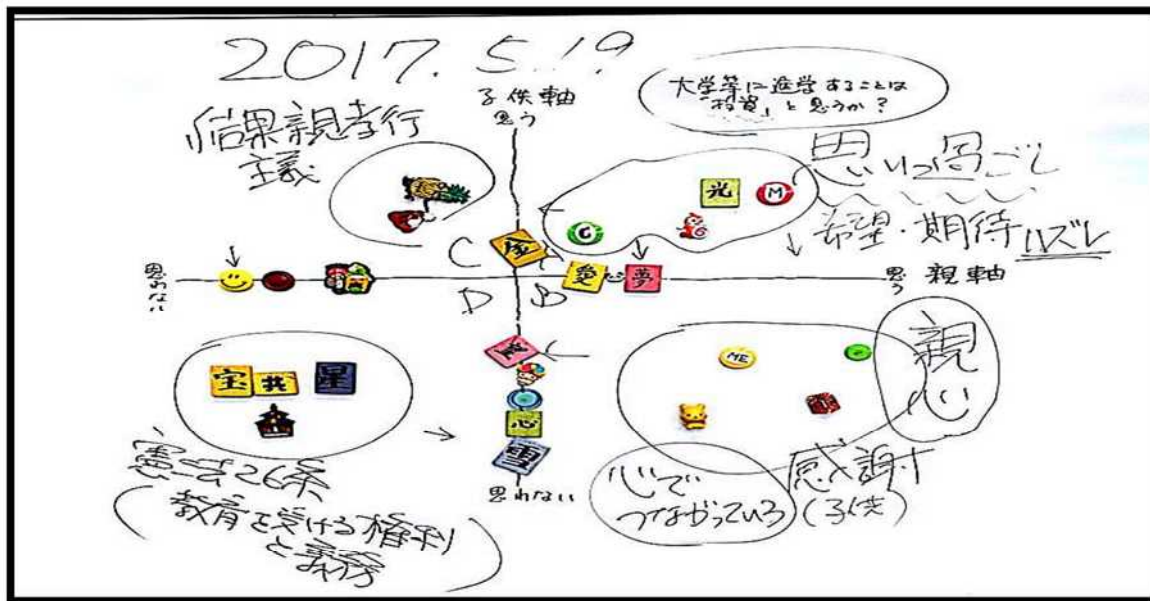 2017.5.19
子供軸
思う
大学等に進学することは
「投資」と思うか？
結果親孝行
主義
思い過ごし
希望・期待ハズレ
光
M
C
金
C
A
愛
夢
思わない
思う
親軸
D
B
ME
親心
宝
共
星
心
雪
思わない
憲法26条
(教育を受ける権利
と義務)
心で
つながっている
感謝
(子供)